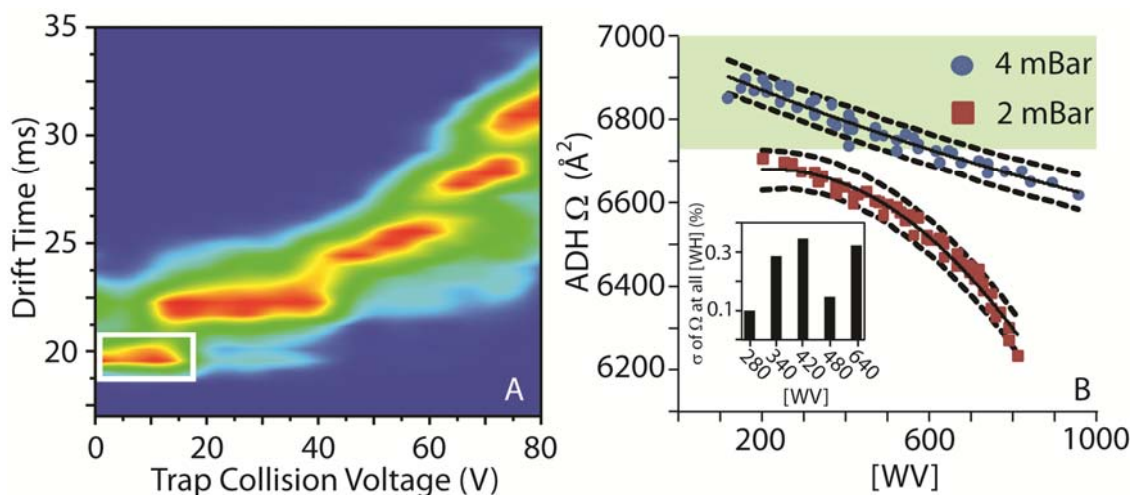 35
30
25
20
Drift Time (ms)
0
20
40
60
80
Trap Collision Voltage (V)
A
7000
6800
6600
6400
6200
ADH Ω (Å²)
4 mBar
2 mBar
0.3
0.1
σ of Ω at all [WH] (%)
280
340
420
480
640
[WV]
B
200
600
1000
[WV]